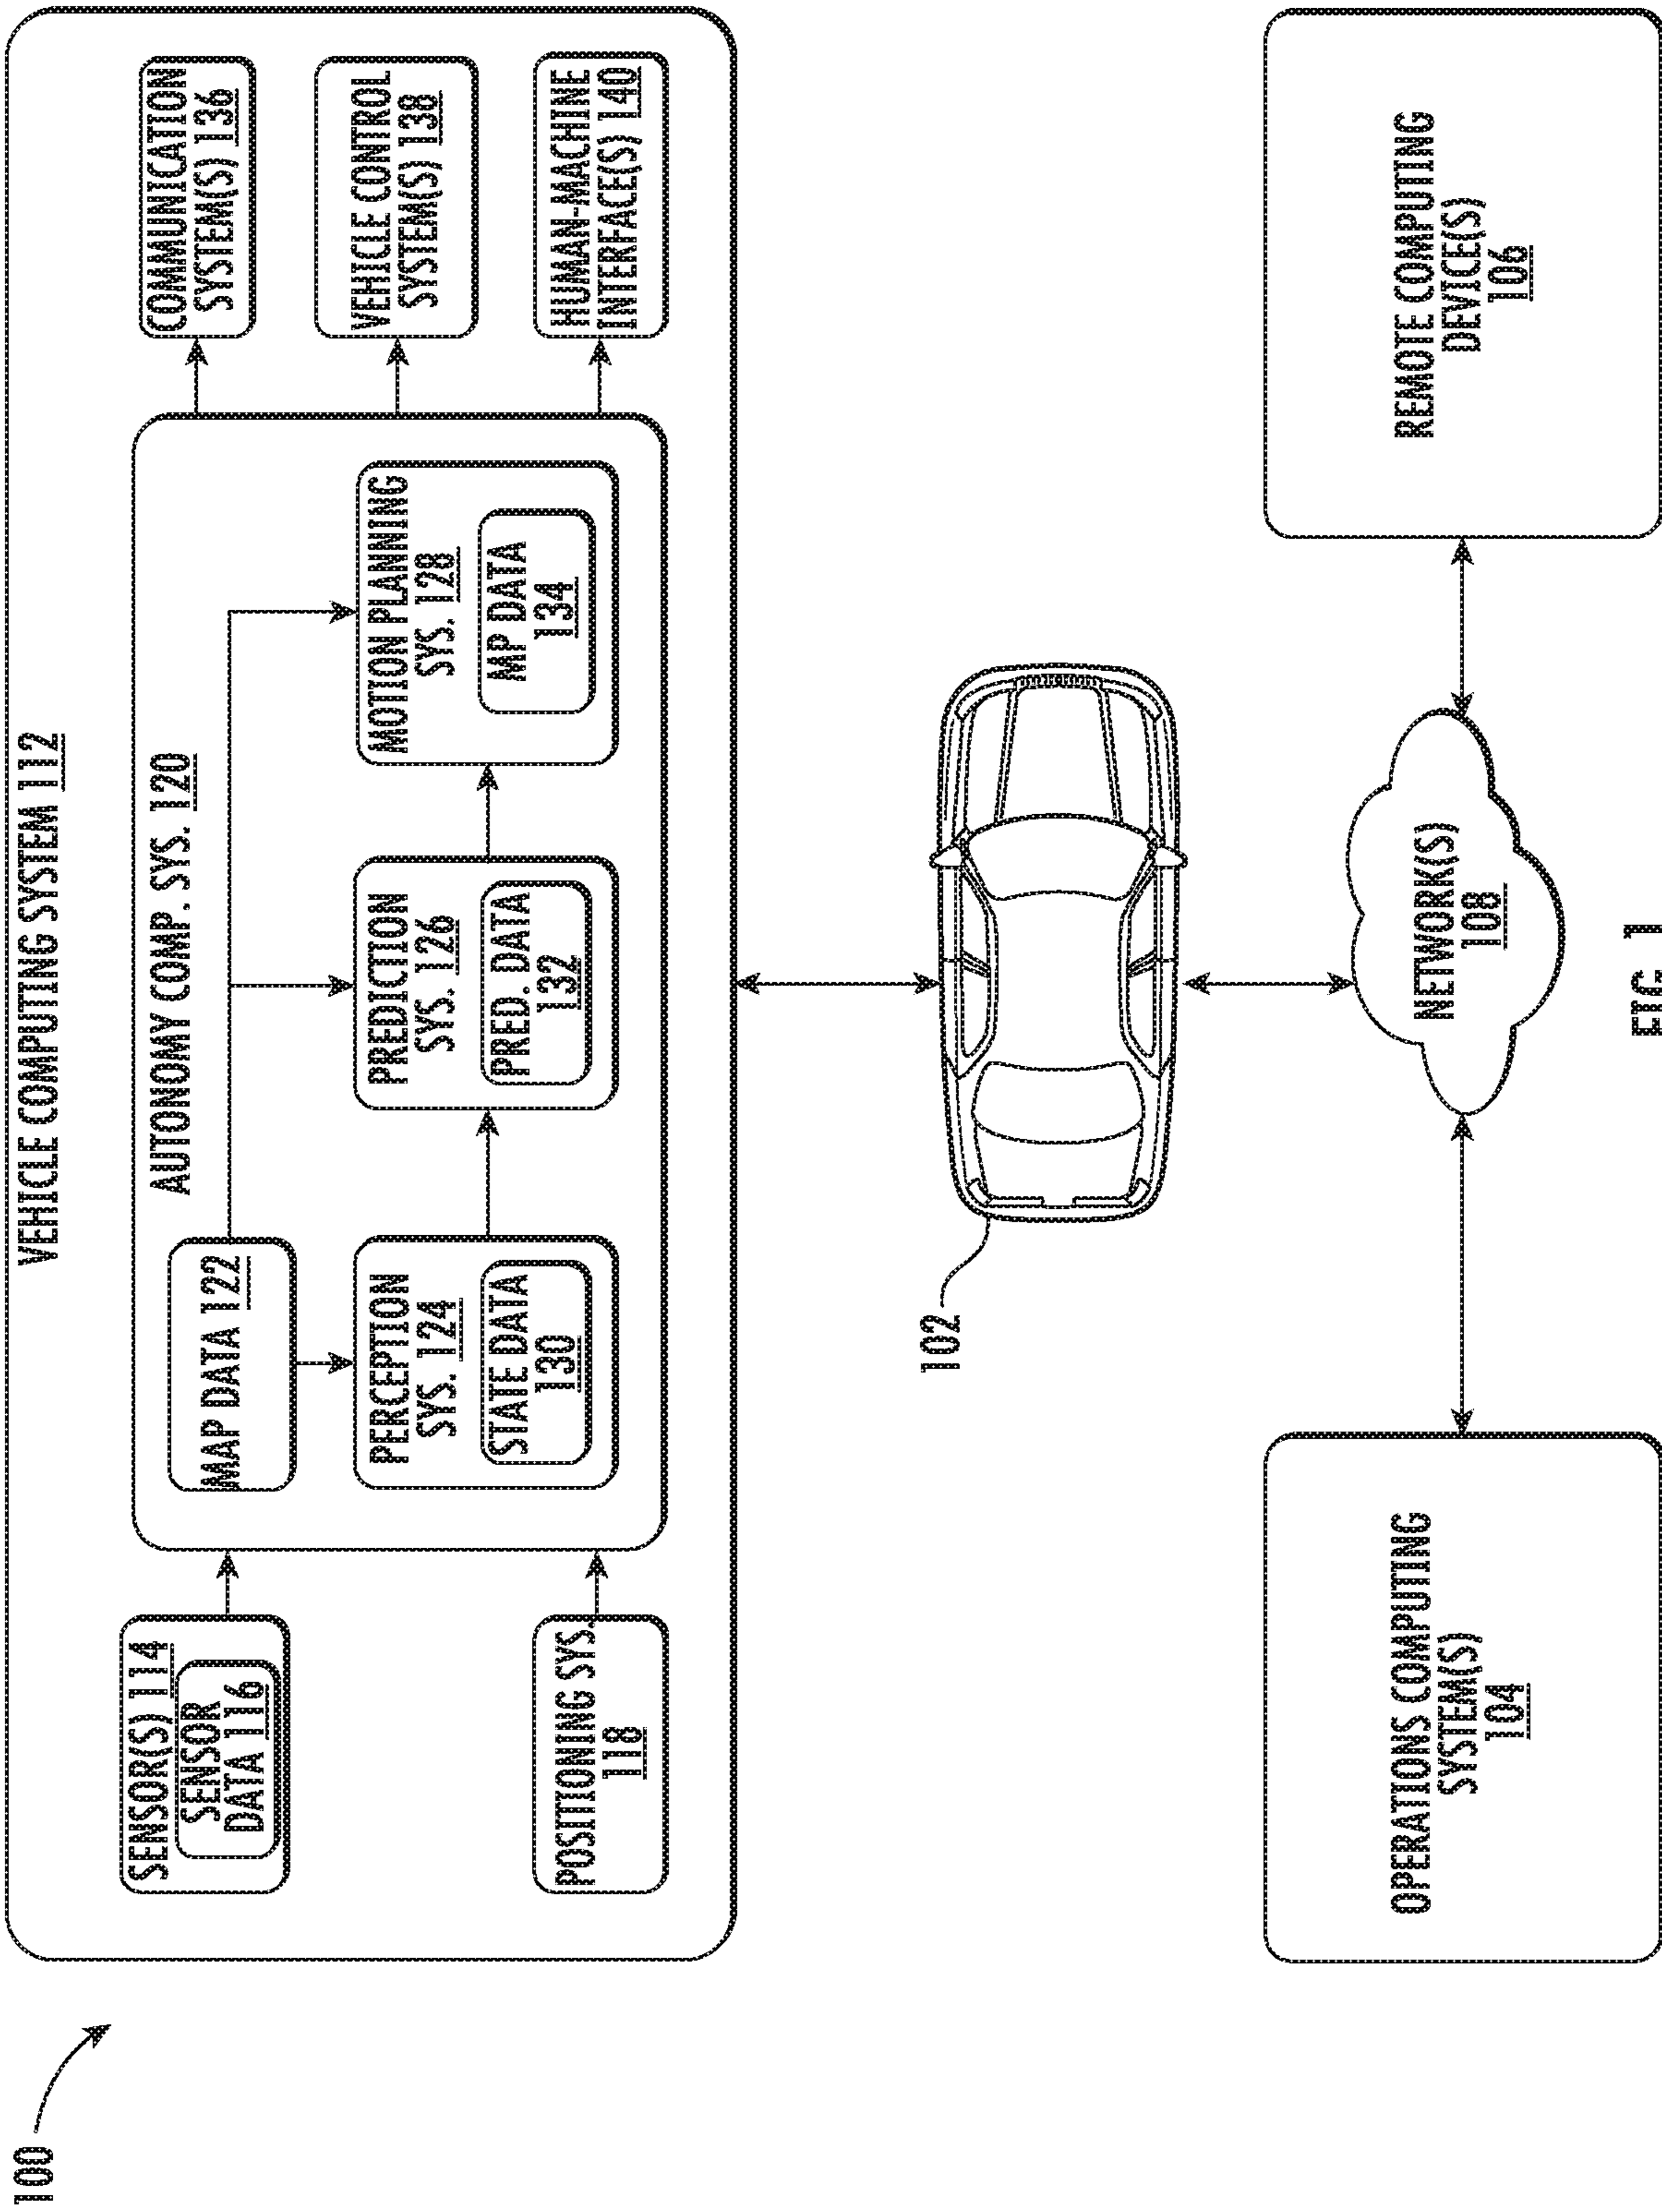 100
VEHICLE COMPUTING SYSTEM 112
SENSOR(S) 114
SENSOR
DATA 116
POSITIONING SYS.
118
AUTONOMY COMP. SYS. 120
MAP DATA 122
PERCEPTION
SYS. 124
STATE DATA
130
PREDICTION
SYS. 126
PRED. DATA
132
MOTION PLANNING
SYS. 128
MP DATA
134
COMMUNICATION
SYSTEM(S) 136
VEHICLE CONTROL
SYSTEM(S) 138
HUMAN-MACHINE
INTERFACE(S) 140
102
OPERATIONS COMPUTING
SYSTEM(S)
104
NETWORK(S)
108
REMOTE COMPUTING
DEVICE(S)
106
FIG. 1